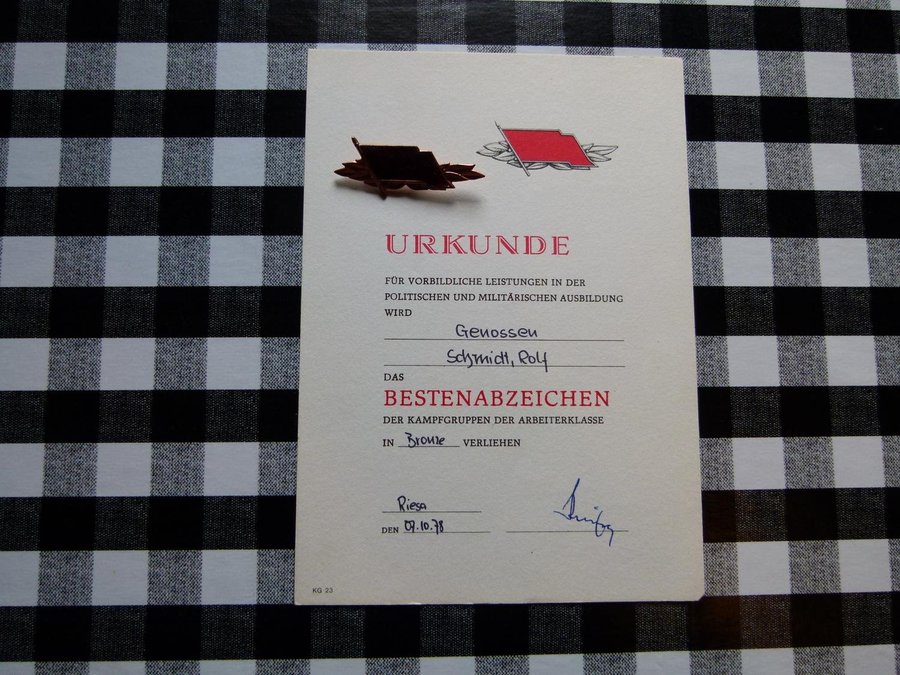 URKUNDE
FÜR VORBILDLICHE LEISTUNGEN IN DER
POLITISCHEN UND MILITÄRISCHEN AUSBILDUNG
WIRD
Genossen
Schmidt, Rolf
DAS
BESTENABZEICHEN
DER KAMPFGRUPPEN DER ARBEITERKLASSE
IN Bronze VERLIEHEN
Riesa
DEN 07.10.78
KG 23